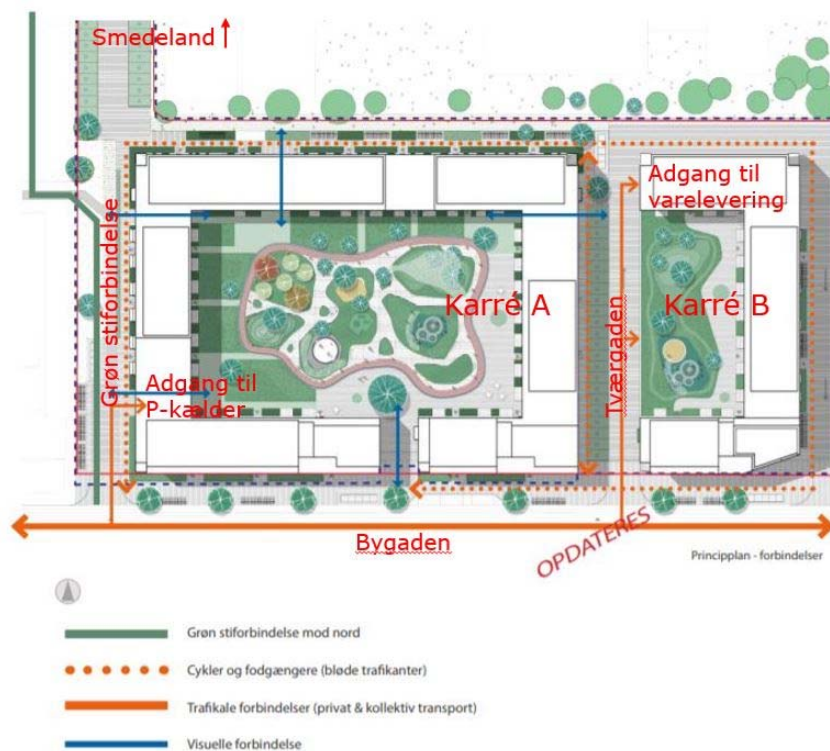 Smedeland
Adgang til
varelevering
Grøn stiforbindelse
Karré A
Tværgaden
Karré B
Adgang til
P-kælder
Bygaden
OPDATERES
Princippplan - forbindelser
Grøn stiforbindelse mod nord
Cykler og fodgængere (bløde trafikanter)
Trafikale forbindelser (privat & kollektiv transport)
Visuelle forbindelse